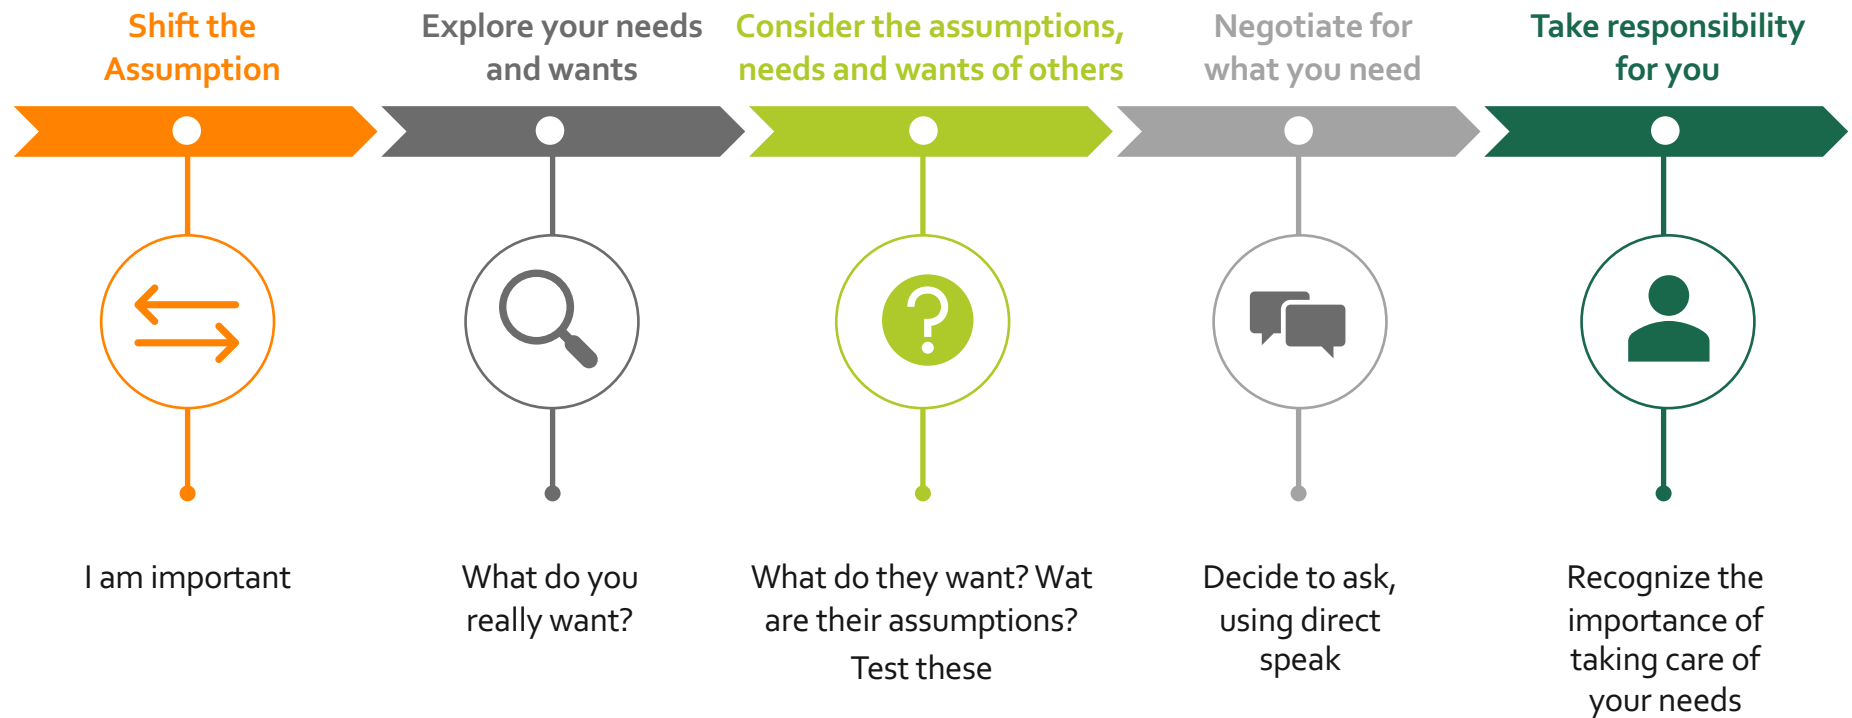 Shift the
Assumption
Explore your needs
and wants
Consider the assumptions,
needs and wants of others
Negotiate for
what you need
Take responsibility
for you
?
I am important
What do you
really want?
What do they want? Wat
are their assumptions?
Test these
Decide to ask,
using direct
speak
Recognize the
importance of
taking care of
your needs